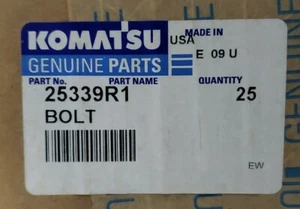 KOMATSU
MADE IN
USA
E 09 U
GENUINE PARTS
PART No. PART NAME QUANTITY
25339R1 25
BOLT
EW